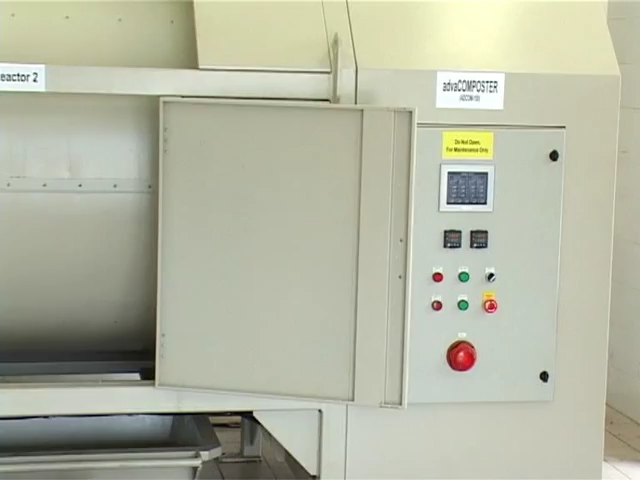 eactor 2
advaCOMPOSTER
Do Not Open,
For Maintenance Only